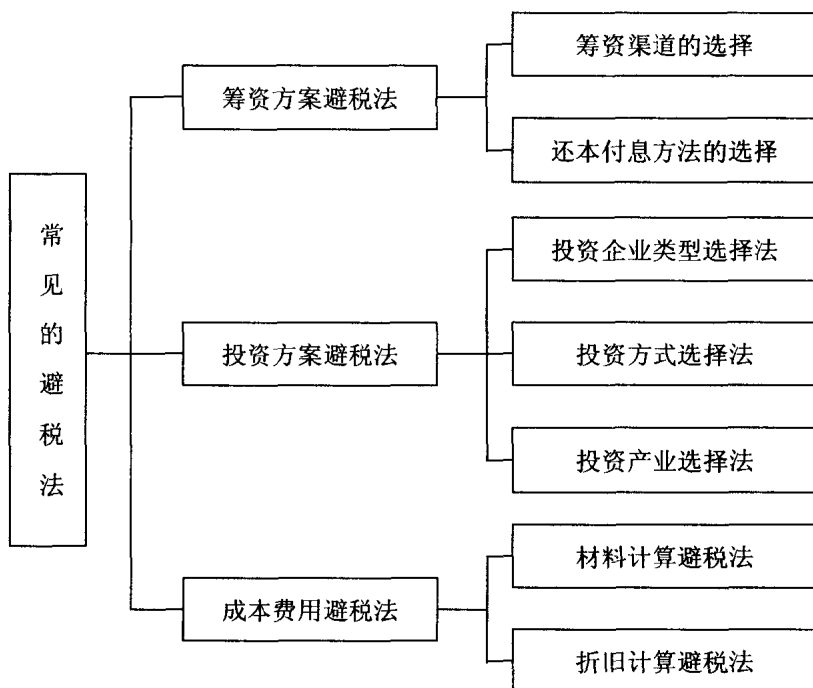 常见的避税法
筹资方案避税法
筹资渠道的选择
还本付息方法的选择
投资方案避税法
投资企业类型选择法
投资方式选择法
投资产业选择法
成本费用避税法
材料计算避税法
折旧计算避税法